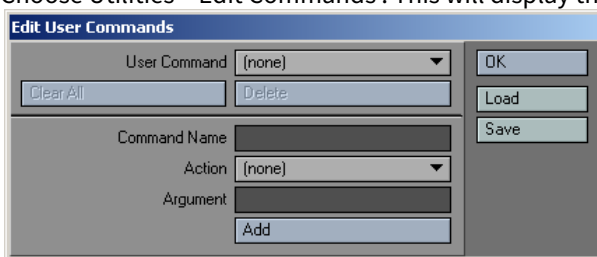 Choose Utilities – Edit Commands. This will display th
Edit User Commands
User Command (none) OK
Clear All Delete Load
Command Name Save
Action (none)
Argument
Add